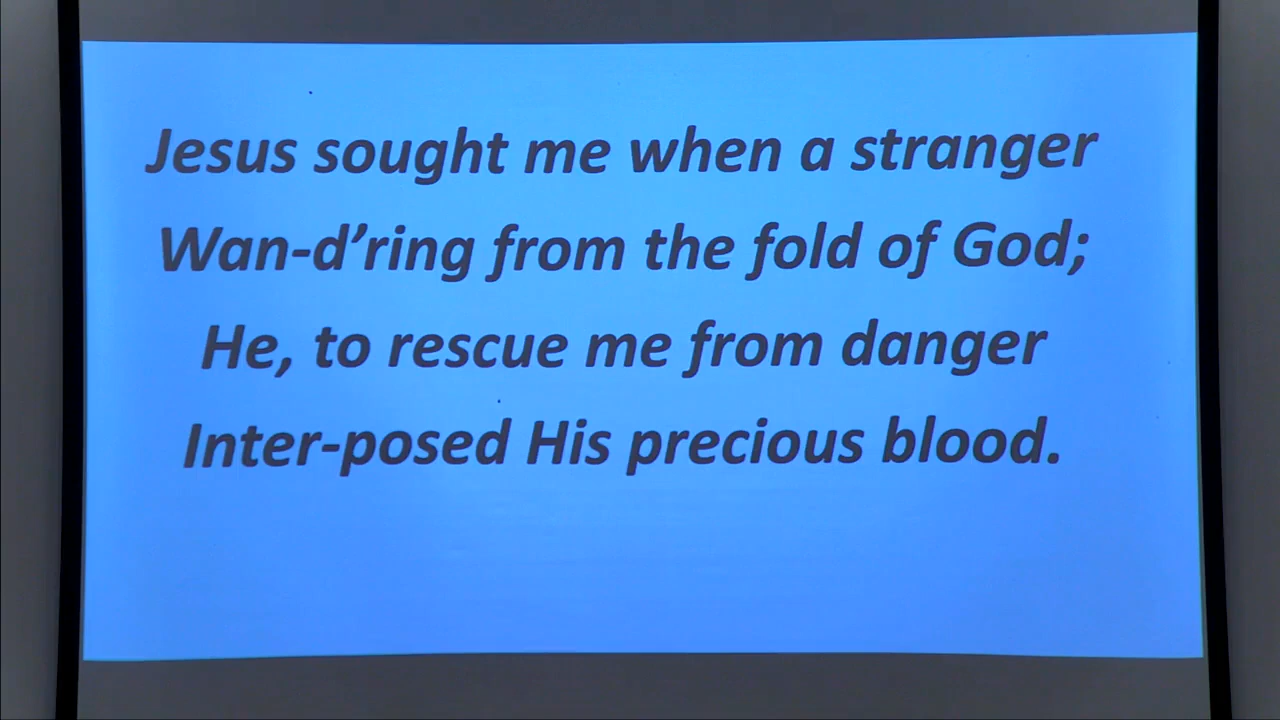 Jesus sought me when a stranger
Wan-d’ring from the fold of God;
He, to rescue me from danger
Inter-posed His precious blood.